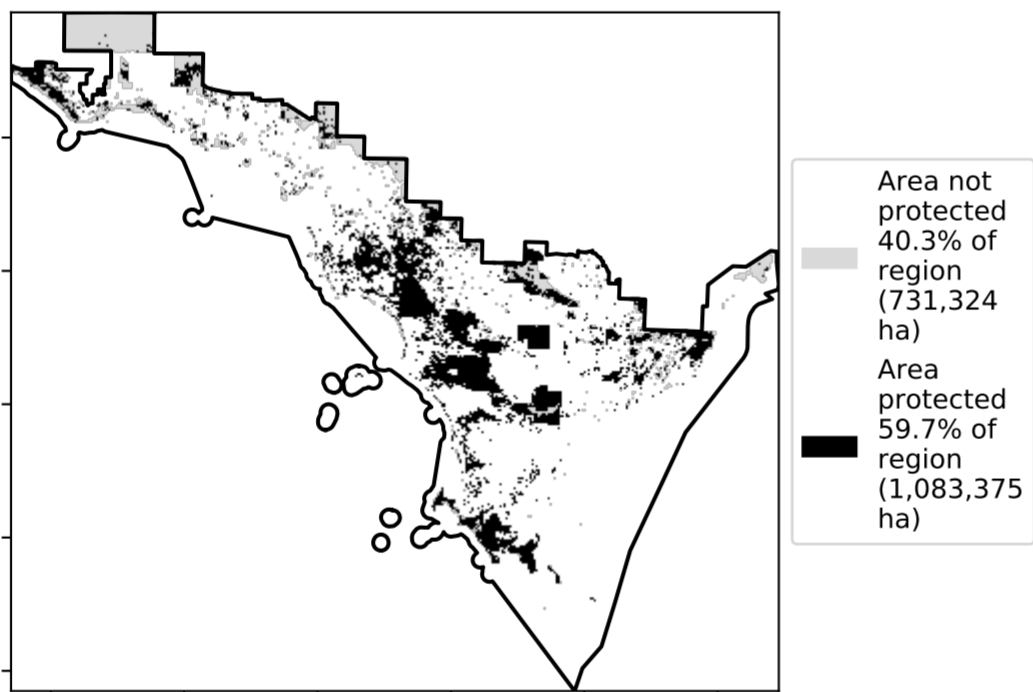 Area not
protected
40.3% of
region
(731,324
ha)
Area
protected
59.7% of
region
(1,083,375
ha)